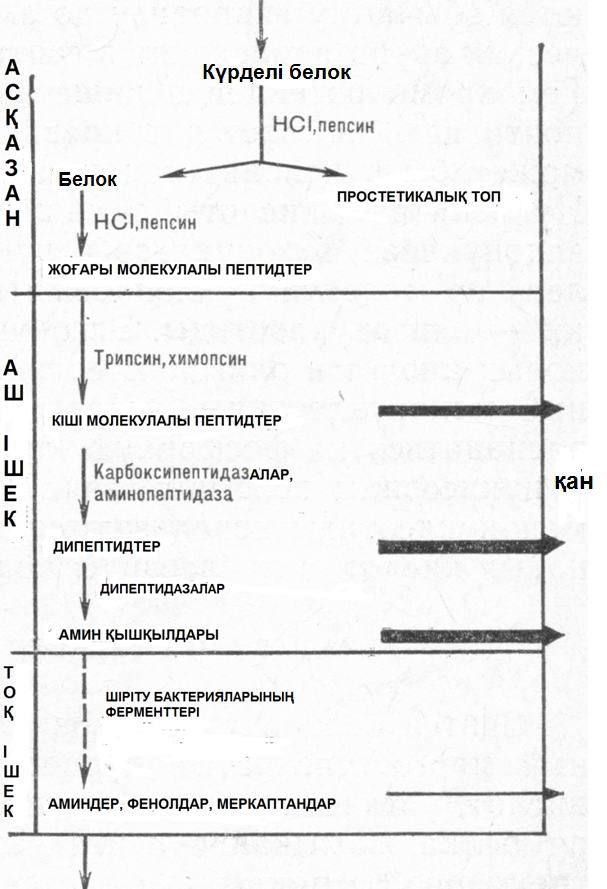 АСҚАЗАН
Күрделі белок
HCl,пепсин
Белок
ПРОСТЕТИКАЛЫҚ ТОП
HCl,пепсин
ЖОҒАРЫ МОЛЕКУЛАЛЫ ПЕПТИДТЕР
АШ ІШЕК
Трипсин,химопсин
КІШІ МОЛЕКУЛАЛЫ ПЕПТИДТЕР
Карбоксипептидазалар,
аминопептидаза
қан
ДИПЕПТИДТЕР
ДИПЕПТИДАЗАЛАР
АМИН ҚЫШҚЫЛДАРЫ
ТОҚ ІШЕК
ШІРІТУ БАКТЕРИЯЛАРЫНЫҢ
ФЕРМЕНТТЕРІ
АМИНДЕР, ФЕНОЛДАР, МЕРКАПТАНДАР